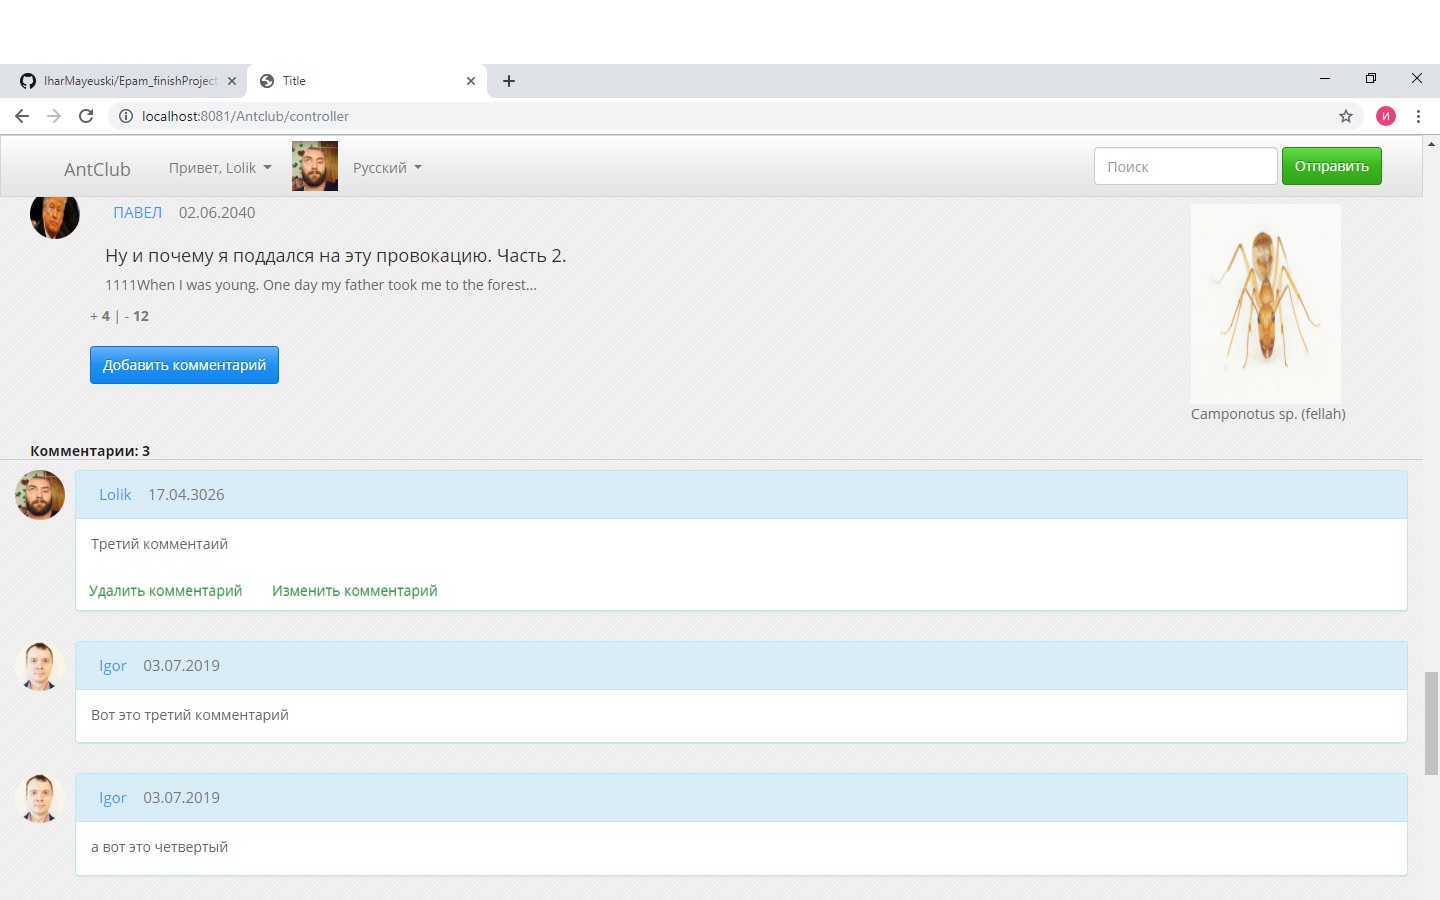 IharMayeuski/Epam_finishProject
Title
localhost:8081/Antclub/controller
И
AntClub
Привет, Lolik
Русский
Поиск
Отправить
ПАВЕЛ 02.06.2040
Ну и почему я поддался на эту провокацию. Часть 2.
1111When I was young. One day my father took me to the forest...
+ 4 | - 12
Добавить комментарий
Camponotus sp. (fellah)
Комментарии: 3
Lolik 17.04.3026
Третий комментаий
Удалить комментарий Изменить комментарий
Igor 03.07.2019
Вот это третий комментарий
Igor 03.07.2019
а вот это четвертый